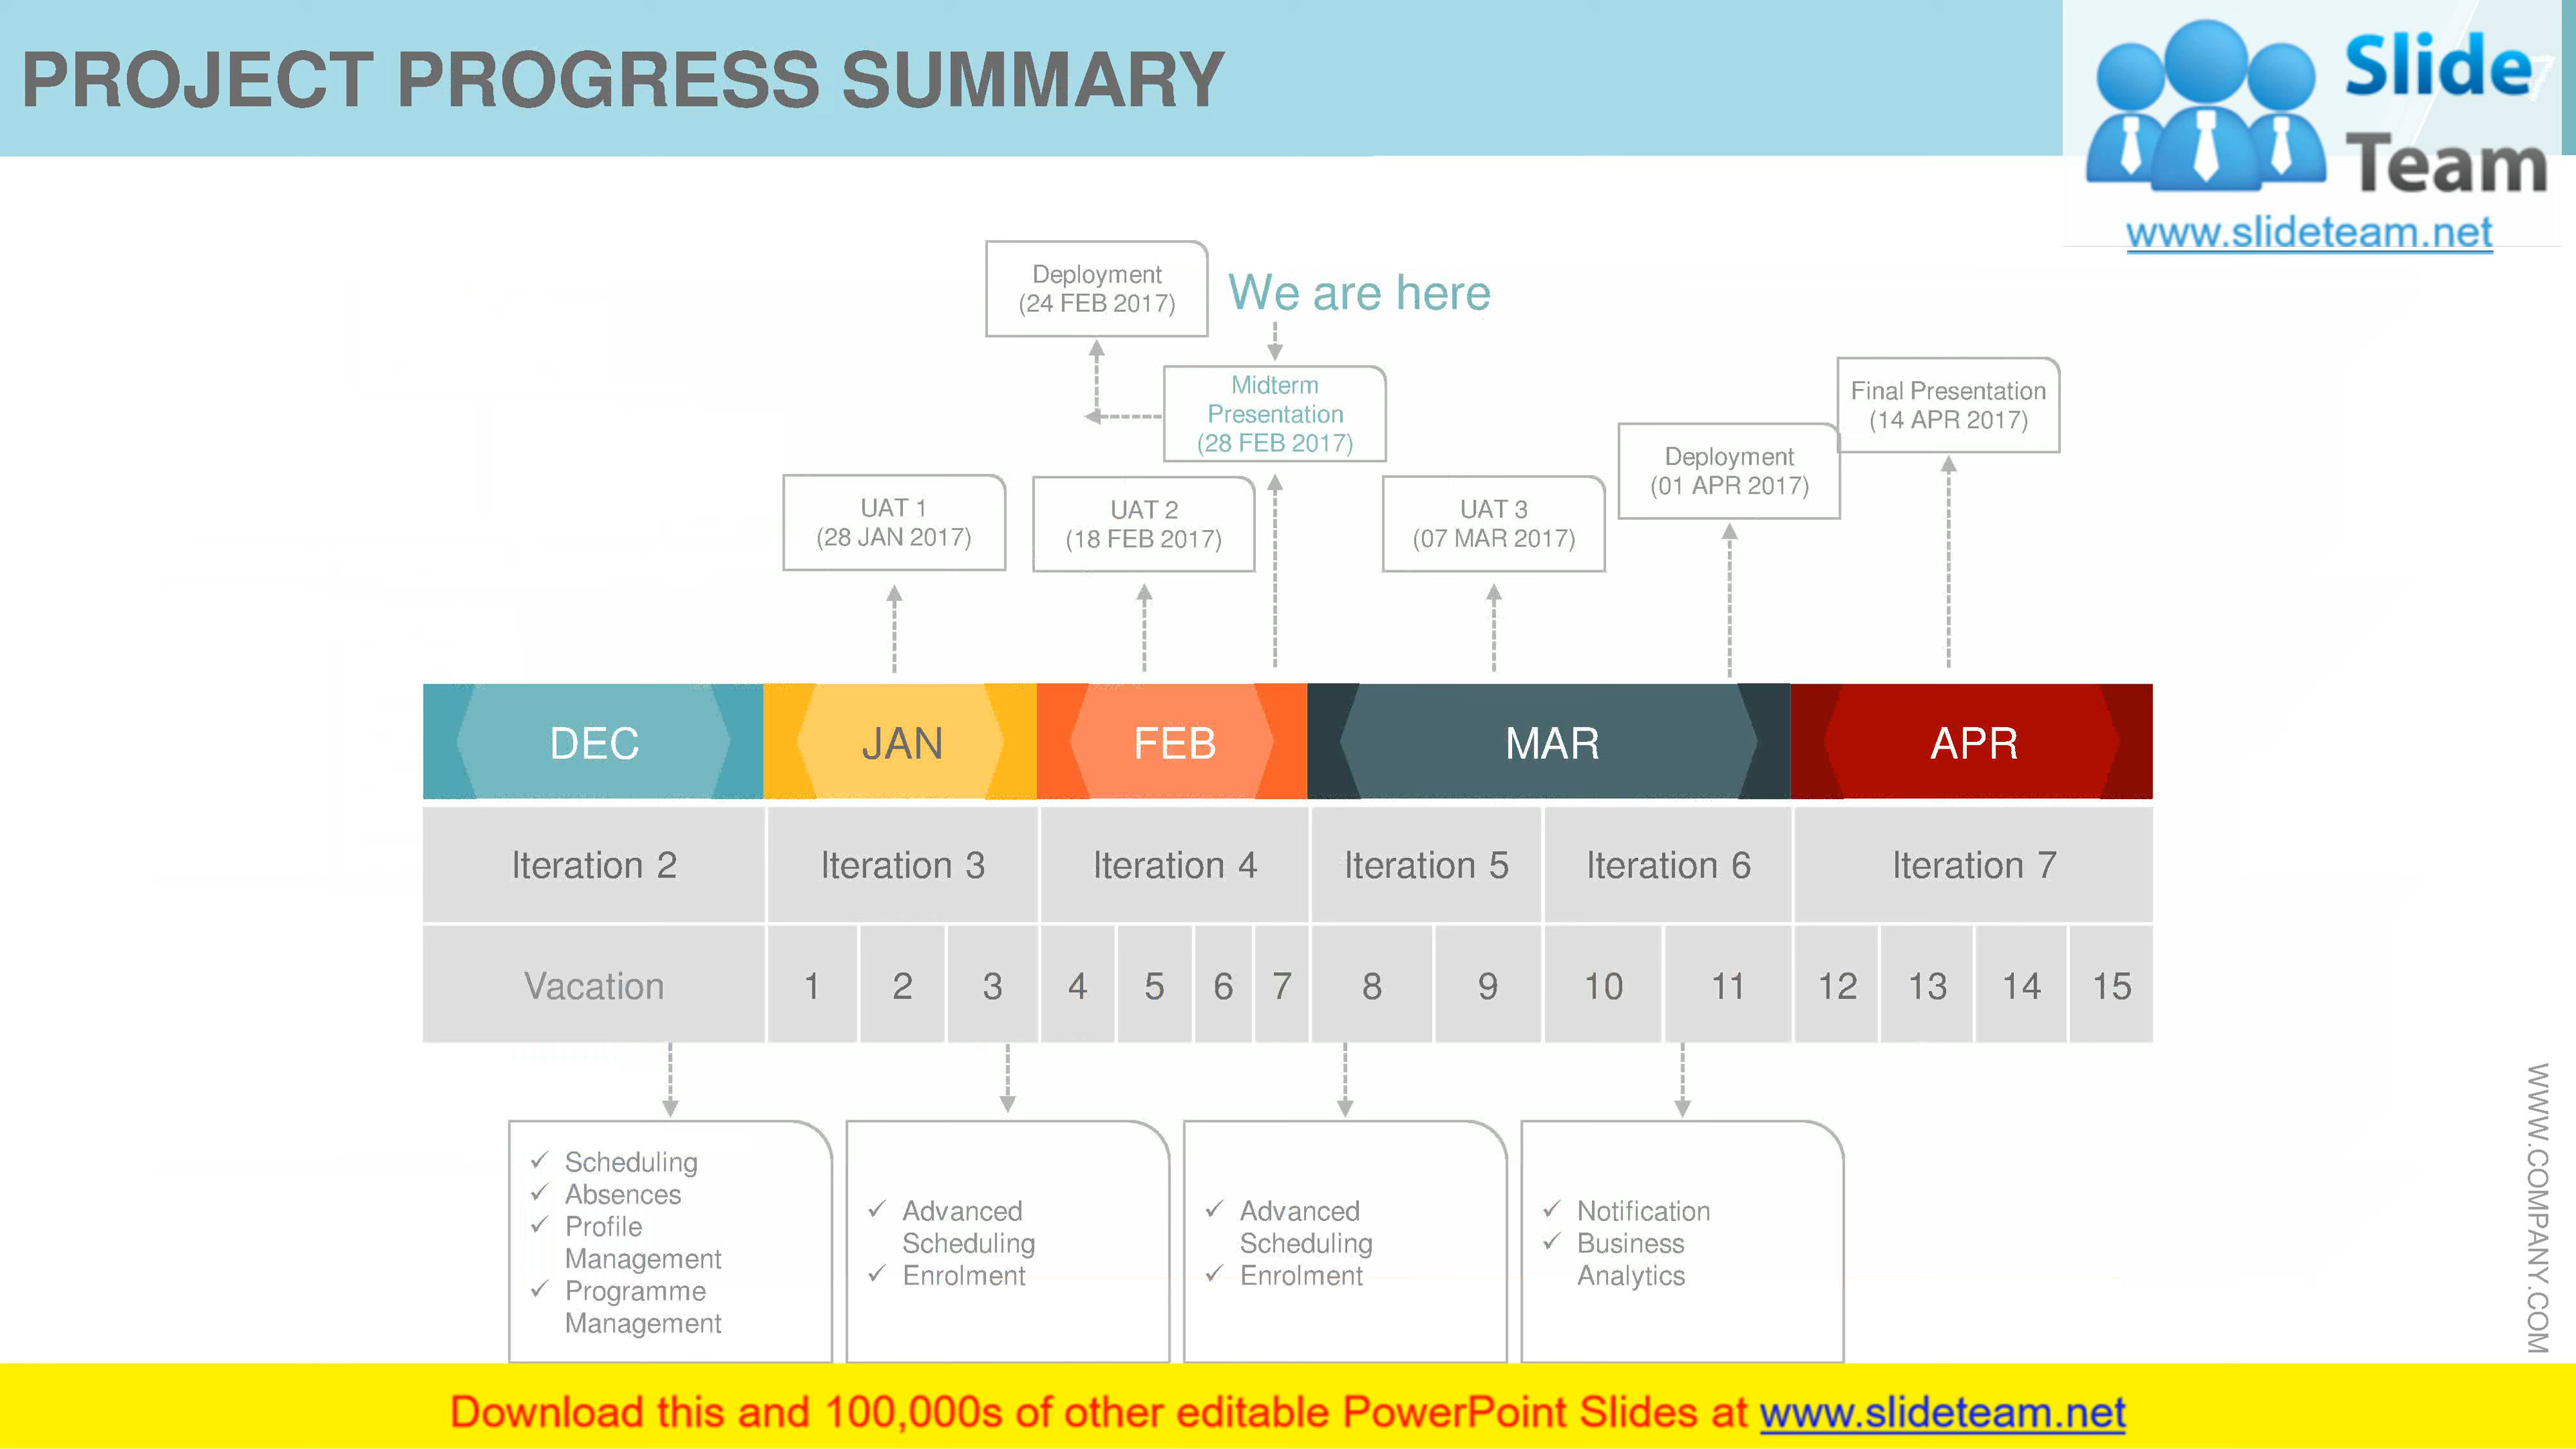 PROJECT PROGRESS SUMMARY
Slide
Team
www.slideteam.net
Deployment
(24 FEB 2017)
We are here
Midterm
Presentation
(28 FEB 2017)
Final Presentation
(14 APR 2017)
Deployment
(01 APR 2017)
UAT 1
(28 JAN 2017)
UAT 2
(18 FEB 2017)
UAT 3
(07 MAR 2017)
DEC JAN FEB MAR APR
Iteration 2 Iteration 3 Iteration 4 Iteration 5 Iteration 6 Iteration 7
Vacation 1 2 3 4 5 6 7 8 9 10 11 12 13 14 15
✓ Scheduling
✓ Absences
✓ Profile
Management
✓ Programme
Management
✓ Advanced
Scheduling
✓ Enrolment
✓ Advanced
Scheduling
✓ Enrolment
✓ Notification
✓ Business
Analytics
WWW.COMPANY.COM
Download this and 100,000s of other editable PowerPoint Slides at www.slideteam.net